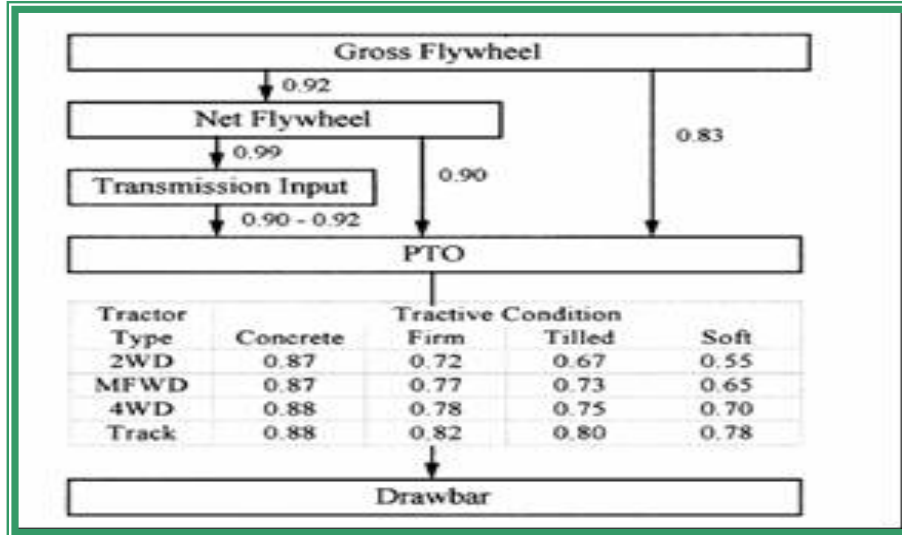 Gross Flywheel
0.92
Net Flywheel
0.83
0.99
0.90
Transmission Input
0.90 - 0.92
PTO
Tractor Tractive Condition
Type Concrete Firm Tilled Soft
2WD 0.87 0.72 0.67 0.55
MFWD 0.87 0.77 0.73 0.65
4WD 0.88 0.78 0.75 0.70
Track 0.88 0.82 0.80 0.78
Drawbar